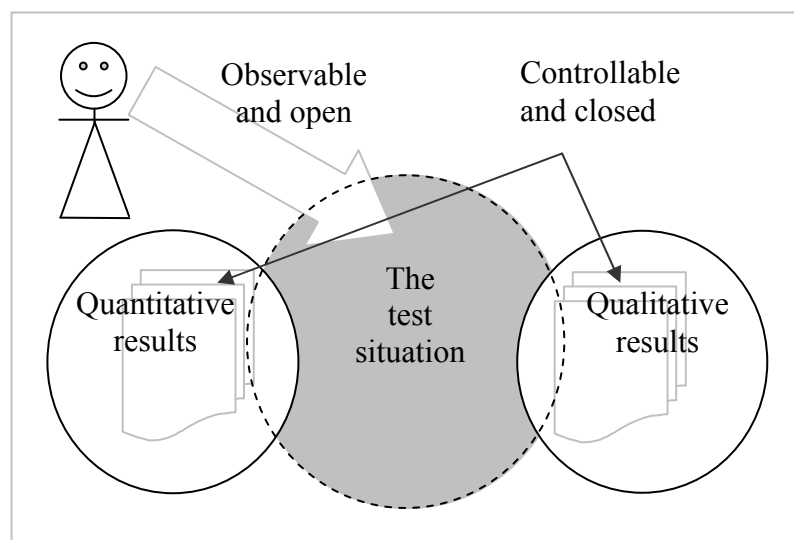 Observable
and open
Controllable
and closed
Quantitative
results
The
test
situation
Qualitative
results